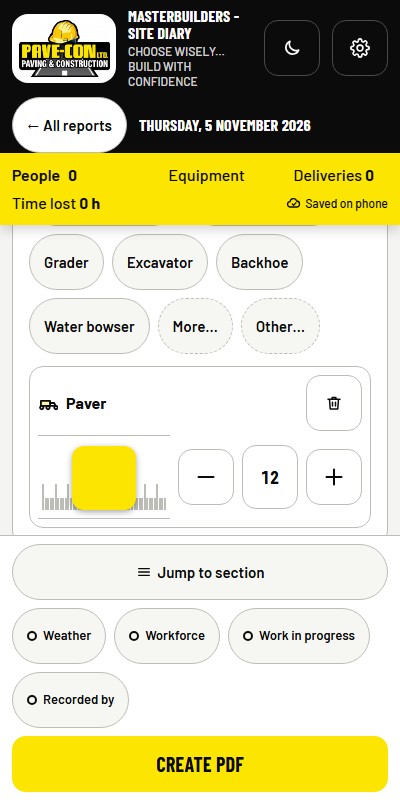 PAVE-CON LTD.
PAVING & CONSTRUCTION
MASTERBUILDERS -
SITE DIARY
CHOOSE WISELY...
BUILD WITH
CONFIDENCE
← All reports
THURSDAY, 5 NOVEMBER 2026
People 0
Equipment
Deliveries 0
Time lost 0 h
Saved on phone
Grader
Excavator
Backhoe
Water bowser
More...
Other...
Paver
12
Jump to section
Weather
Workforce
Work in progress
Recorded by
CREATE PDF